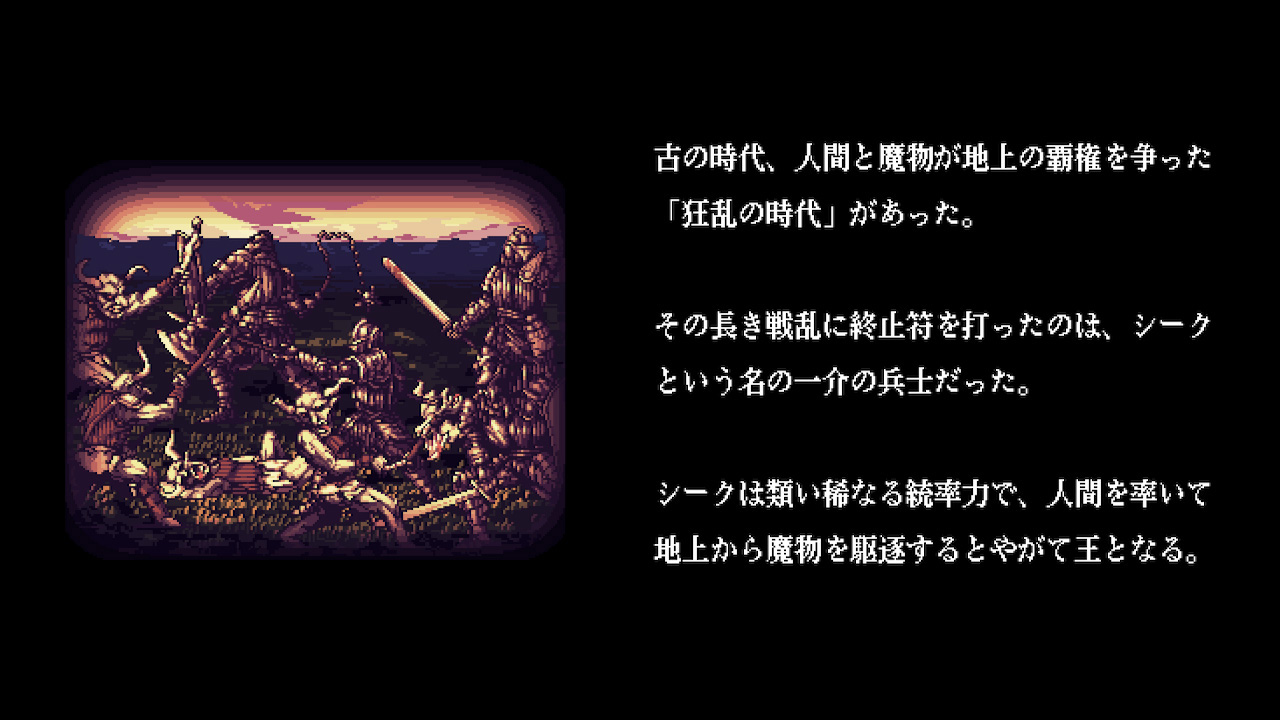 古の時代、人間と魔物が地上の覇権を争った
「狂乱の時代」があった。
その長き戦乱に終止符を打ったのは、シーク
という名の一介の兵士だった。
シークは類い稀なる統率力で、人間を率いて
地上から魔物を駆逐するとやがて王となる。